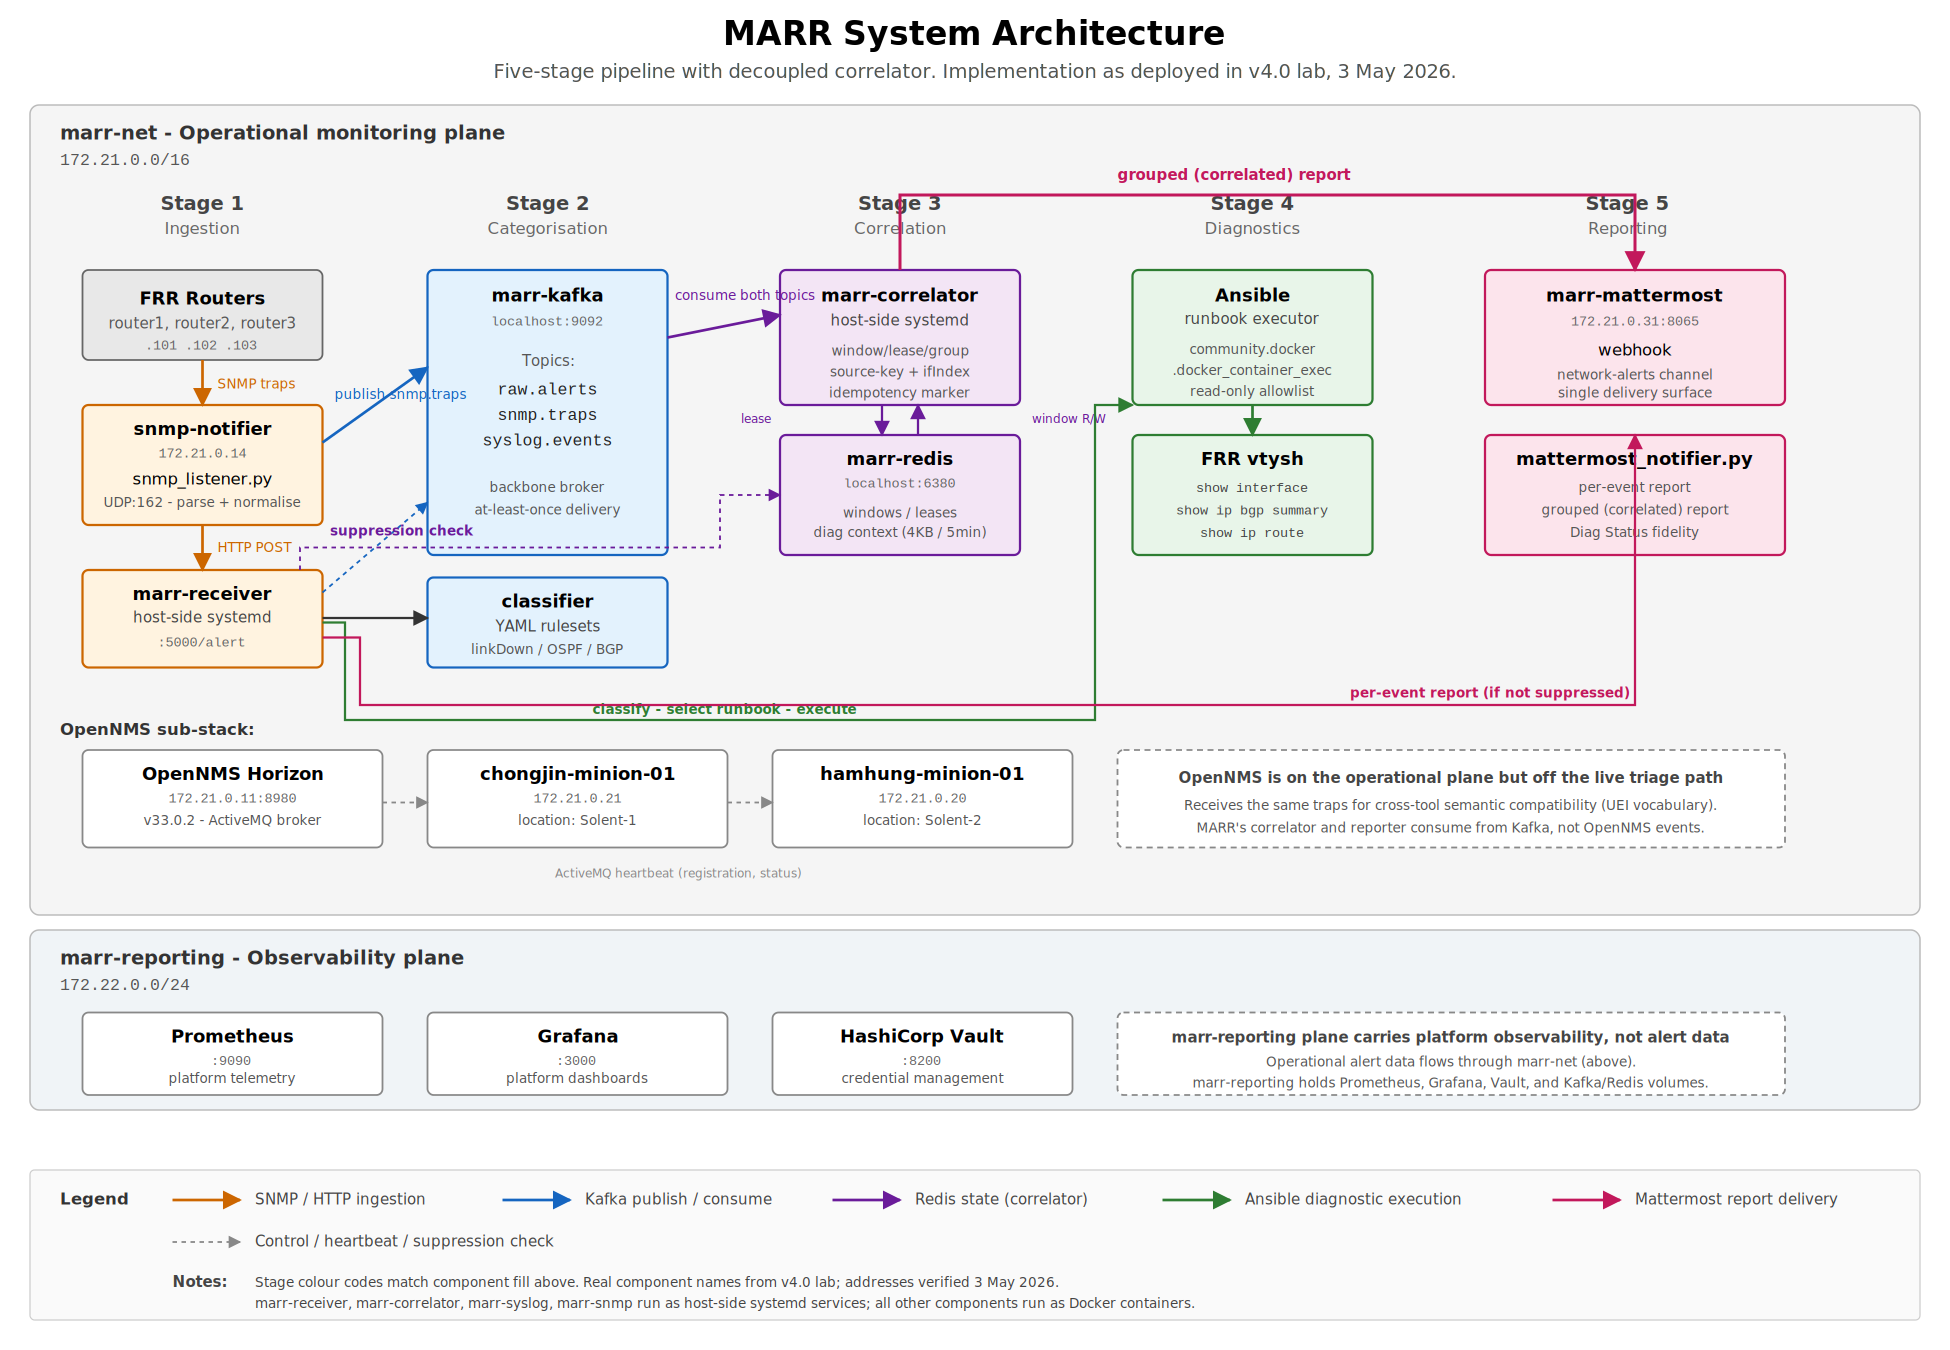 MARR System Architecture
Five-stage pipeline with decoupled correlator. Implementation as deployed in v4.0 lab, 3 May 2026.
marr-net - Operational monitoring plane
172.21.0.0/16
grouped (correlated) report
Stage 1
Ingestion
Stage 2
Categorisation
Stage 3
Correlation
Stage 4
Diagnostics
Stage 5
Reporting
FRR Routers
router1, router2, router3
.101 .102 .103
SNMP traps
snmp-notifier
172.21.0.14
snmp_listener.py
UDP:162 - parse + normalise
HTTP POST
marr-receiver
host-side systemd
:5000/alert
publish snmp.traps
suppression check
marr-kafka
localhost:9092
Topics:
raw.alerts
snmp.traps
syslog.events
backbone broker
at-least-once delivery
classifier
YAML rulesets
linkDown / OSPF / BGP
consume both topics
marr-correlator
host-side systemd
window/lease/group
source-key + ifIndex
idempotency marker
lease
window R/W
marr-redis
localhost:6380
windows / leases
diag context (4KB / 5min)
Ansible
runbook executor
community.docker
.docker_container_exec
read-only allowlist
FRR vtysh
show interface
show ip bgp summary
show ip route
marr-mattermost
172.21.0.31:8065
webhook
network-alerts channel
single delivery surface
mattermost_notifier.py
per-event report
grouped (correlated) report
Diag Status fidelity
per-event report (if not suppressed)
classify - select runbook - execute
OpenNMS sub-stack:
OpenNMS Horizon
172.21.0.11:8980
v33.0.2 - ActiveMQ broker
chongjin-minion-01
172.21.0.21
location: Solent-1
hamhung-minion-01
172.21.0.20
location: Solent-2
OpenNMS is on the operational plane but off the live triage path
Receives the same traps for cross-tool semantic compatibility (UEI vocabulary).
MARR's correlator and reporter consume from Kafka, not OpenNMS events.
ActiveMQ heartbeat (registration, status)
marr-reporting - Observability plane
172.22.0.0/24
Prometheus
:9090
platform telemetry
Grafana
:3000
platform dashboards
HashiCorp Vault
:8200
credential management
marr-reporting plane carries platform observability, not alert data
Operational alert data flows through marr-net (above).
marr-reporting holds Prometheus, Grafana, Vault, and Kafka/Redis volumes.
Legend
SNMP / HTTP ingestion
Kafka publish / consume
Redis state (correlator)
Ansible diagnostic execution
Mattermost report delivery
Control / heartbeat / suppression check
Notes:
Stage colour codes match component fill above. Real component names from v4.0 lab; addresses verified 3 May 2026.
marr-receiver, marr-correlator, marr-syslog, marr-snmp run as host-side systemd services; all other components run as Docker containers.